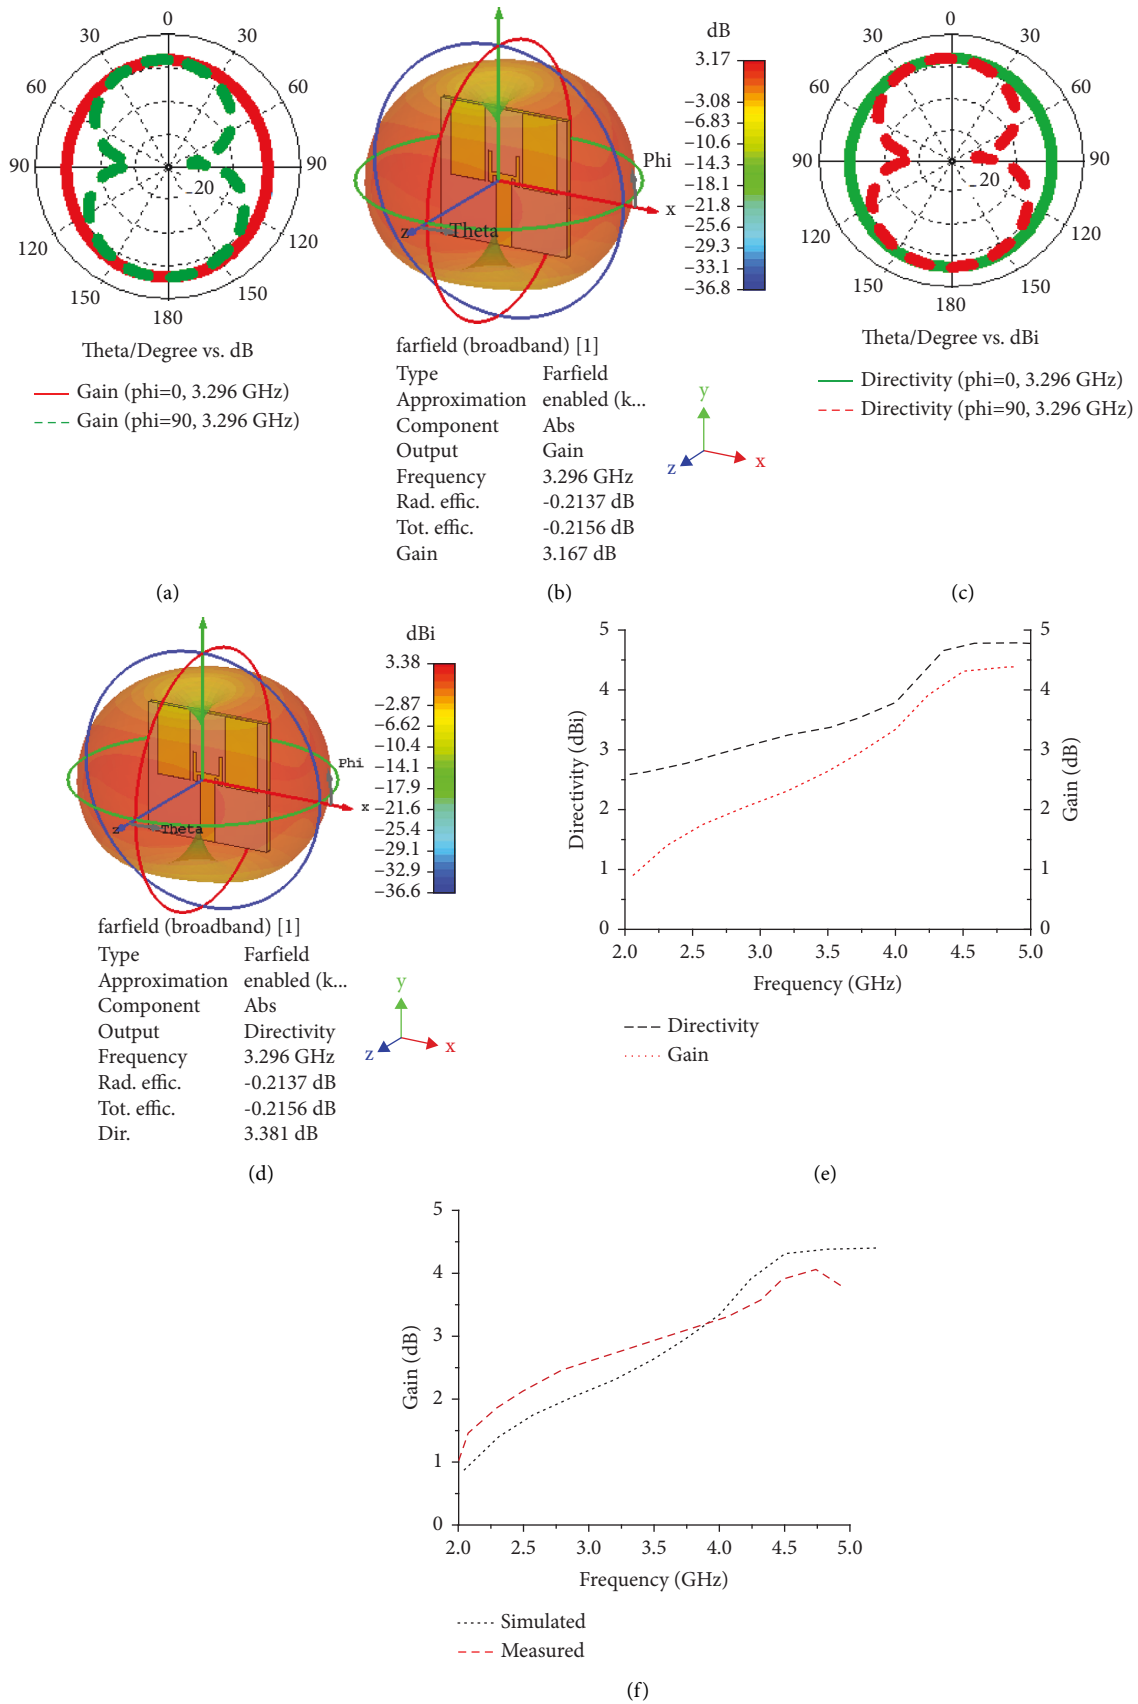 0
30 30
60 60
90 90
-20
120 120
150 150
180
Theta/Degree vs. dB
Gain (phi=0, 3.296 GHz)
Gain (phi=90, 3.296 GHz)
(a)
dB
3.17
−3.08
−6.83
−10.6
−14.3
−18.1
−21.8
−25.6
−29.3
−33.1
−36.8
Phi
x
z
Theta
farfield (broadband) [1]
Type Farfield
Approximation enabled (k...
Component Abs
Output Gain
Frequency 3.296 GHz
Rad. effic. -0.2137 dB
Tot. effic. -0.2156 dB
Gain 3.167 dB
y
z x
(b)
0
30 30
60 60
90 90
-20
120 120
150 150
180
Theta/Degree vs. dBi
Directivity (phi=0, 3.296 GHz)
Directivity (phi=90, 3.296 GHz)
(c)
dBi
3.38
−2.87
−6.62
−10.4
−14.1
−17.9
−21.6
−25.4
−29.1
−32.9
−36.6
Phi
x
z
Theta
farfield (broadband) [1]
Type Farfield
Approximation enabled (k...
Component Abs
Output Directivity
Frequency 3.296 GHz
Rad. effic. -0.2137 dB
Tot. effic. -0.2156 dB
Dir. 3.381 dB
y
z x
(d)
5 5
4 4
3 3
2 2
1 1
0 0
Directivity (dBi)
Gain (dB)
2.0 2.5 3.0 3.5 4.0 4.5 5.0
Frequency (GHz)
Directivity
Gain
(e)
5
4
3
2
1
0
Gain (dB)
2.0 2.5 3.0 3.5 4.0 4.5 5.0
Frequency (GHz)
Simulated
Measured
(f)